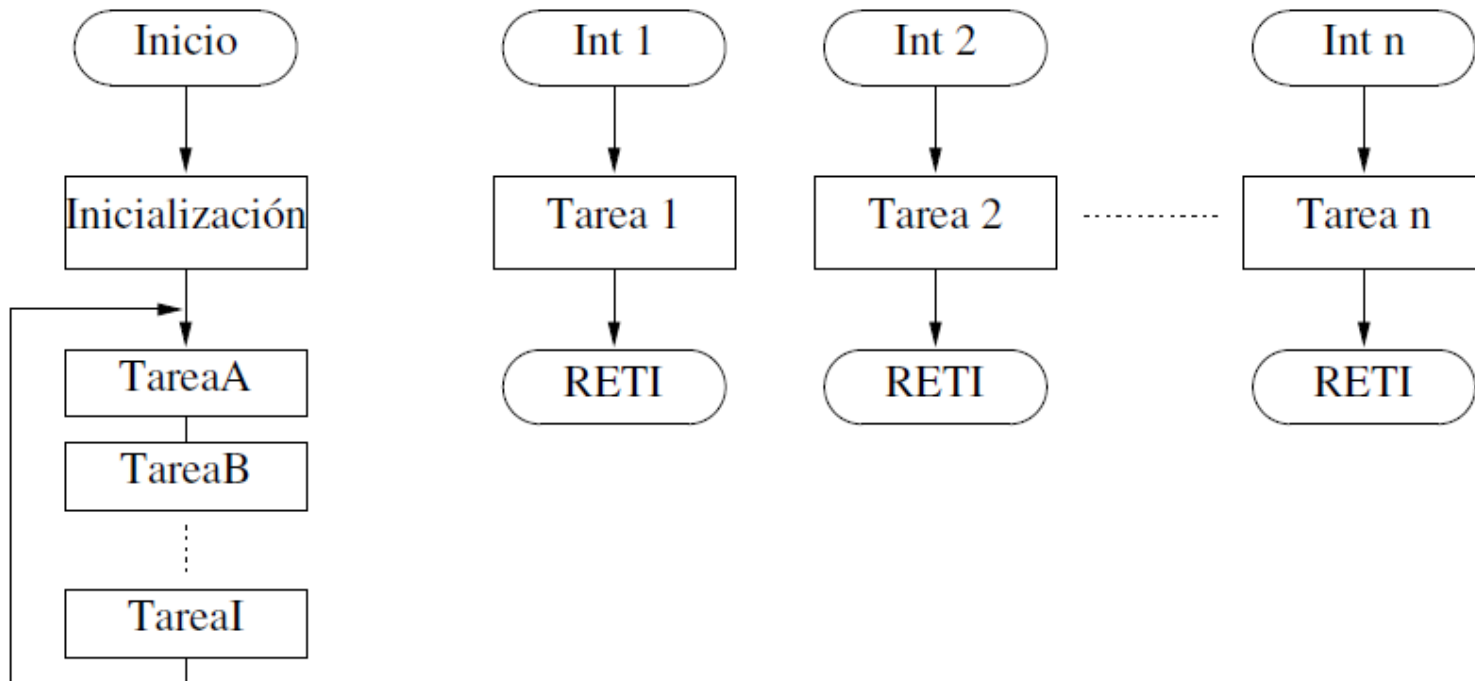 Inicio
Inicialización
TareaA
TareaB
TareaI
Int 1
Tarea 1
RETI
Int 2
Tarea 2
RETI
Int n
Tarea n
RETI